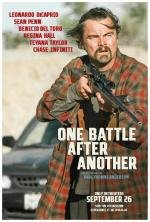 LEONARDO DiCAPRIO
SEAN PENN
BENICIO DEL TORO
REGINA HALL
TEYANA TAYLOR
CHASE INFINITI
ONE BATTLE
AFTER
ANOTHER
ONLY IN THEATERS
SEPTEMBER 26